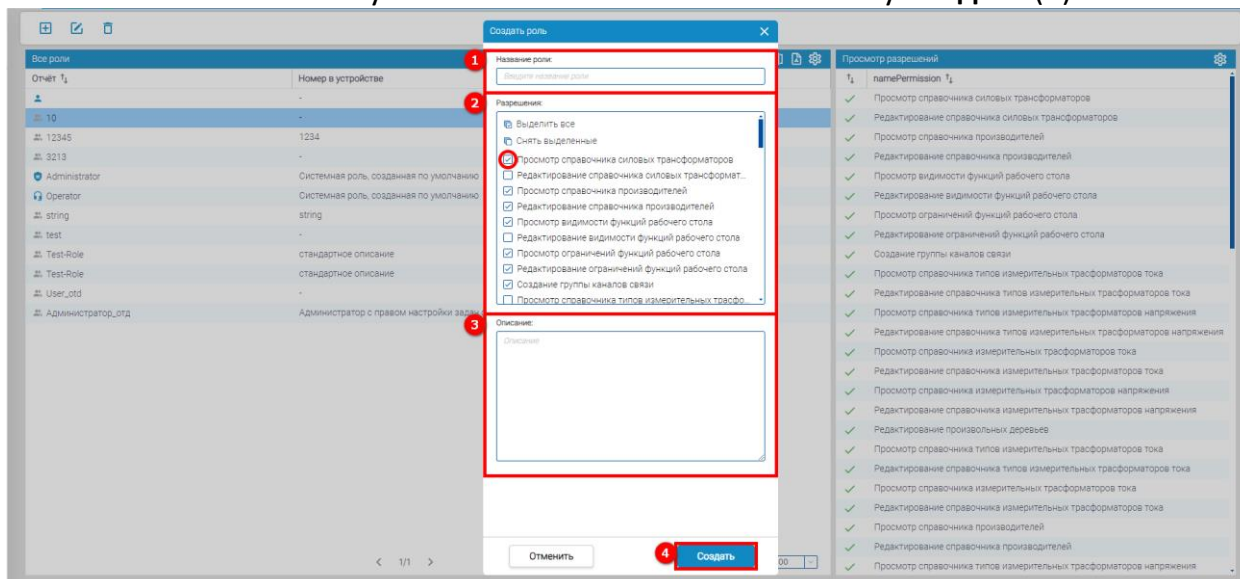 Создать роль
Все роли
Отчёт
Номер в устройстве
-
10
-
12345
1234
3213
-
Administrator
Системная роль, созданная по умолчанию
Operator
Системная роль, созданная по умолчанию
string
string
test
-
Test-Role
стандартное описание
Test-Role
стандартное описание
User_otd
-
Администратор_отд
Администратор с правом настройки задач
1/1
1
Название роли:
Введите название роли
2
Разрешения:
Выделить все
Снять выделенные
Просмотр справочника силовых трансформаторов
Редактирование справочника силовых трансформат...
Просмотр справочника производителей
Редактирование справочника производителей
Просмотр видимости функций рабочего стола
Редактирование видимости функций рабочего стола
Просмотр ограничений функций рабочего стола
Редактирование ограничений функций рабочего стола
Создание группы каналов связи
Просмотр справочника типов измерительных трасфо...
3
Описание:
Описание
Отменить
4
Создать
00
Просмотр разрешений
namePermission
Просмотр справочника силовых трансформаторов
Редактирование справочника силовых трансформаторов
Просмотр справочника производителей
Редактирование справочника производителей
Просмотр видимости функций рабочего стола
Редактирование видимости функций рабочего стола
Просмотр ограничений функций рабочего стола
Редактирование ограничений функций рабочего стола
Создание группы каналов связи
Просмотр справочника типов измерительных трасформаторов тока
Редактирование справочника типов измерительных трасформаторов тока
Просмотр справочника типов измерительных трасформаторов напряжения
Редактирование справочника типов измерительных трасформаторов напряжения
Просмотр справочника измерительных трасформаторов тока
Редактирование справочника измерительных трасформаторов тока
Просмотр справочника измерительных трасформаторов напряжения
Редактирование справочника измерительных трасформаторов напряжения
Редактирование произвольных деревьев
Просмотр справочника типов измерительных трасформаторов тока
Редактирование справочника типов измерительных трасформаторов тока
Просмотр справочника измерительных трасформаторов тока
Редактирование справочника измерительных трасформаторов тока
Просмотр справочника производителей
Редактирование справочника производителей
Просмотр справочника типов измерительных трасформаторов напряжения